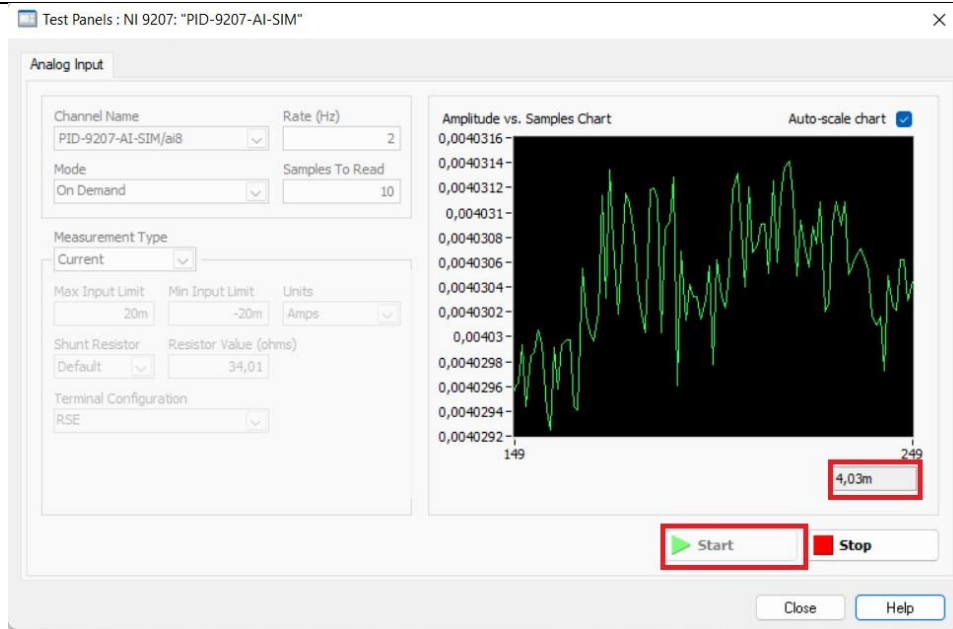 Test Panels : NI 9207: "PID-9207-AI-SIM"
Analog Input
Channel Name
Rate (Hz)
PID-9207-AI-SIM/ai8
2
Mode
Samples To Read
On Demand
10
Measurement Type
Current
Max Input Limit
Min Input Limit
Units
20m
-20m
Amps
Shunt Resistor
Resistor Value (ohms)
Default
34,01
Terminal Configuration
RSE
Amplitude vs. Samples Chart
Auto-scale chart
0,0040316
0,0040314
0,0040312
0,004031
0,0040308
0,0040306
0,0040304
0,0040302
0,00403
0,0040298
0,0040296
0,0040294
0,0040292
149
249
4,03m
Start
Stop
Close
Help